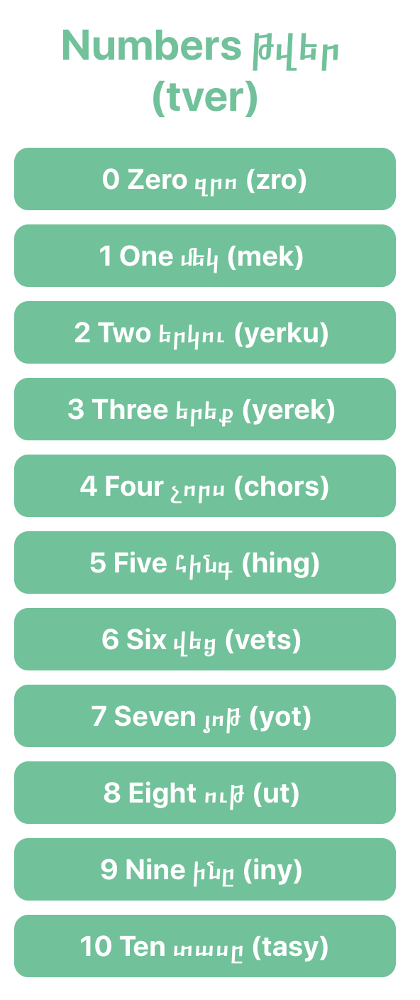 Numbers թվեր
(tver)
0 Zero զրո (zro)
1 One մեկ (mek)
2 Two երկու (yerku)
3 Three երեք (yerek)
4 Four չորս (chors)
5 Five հինգ (hing)
6 Six վեց (vets)
7 Seven յոթ (yot)
8 Eight ութ (ut)
9 Nine ինը (iny)
10 Ten տասը (tasy)